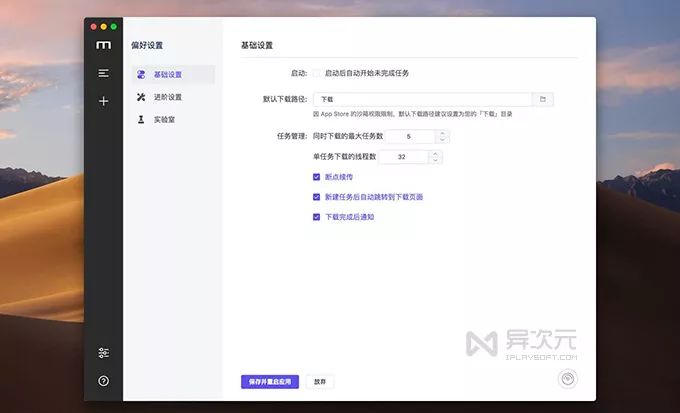 m
偏好设置
基础设置
进阶设置
实验室
基础设置
启动: 启动后自动开始未完成任务
默认下载路径: 下载
因 App Store 的沙箱权限限制，默认下载路径建议设置为您的「下载」目录
任务管理: 同时下载的最大任务数 5
单任务下载的线程数 32
断点续传
新建任务后自动跳转到下载页面
下载完成后通知
保存并重启应用 放弃
异次元
IPLAYSOFT.COM